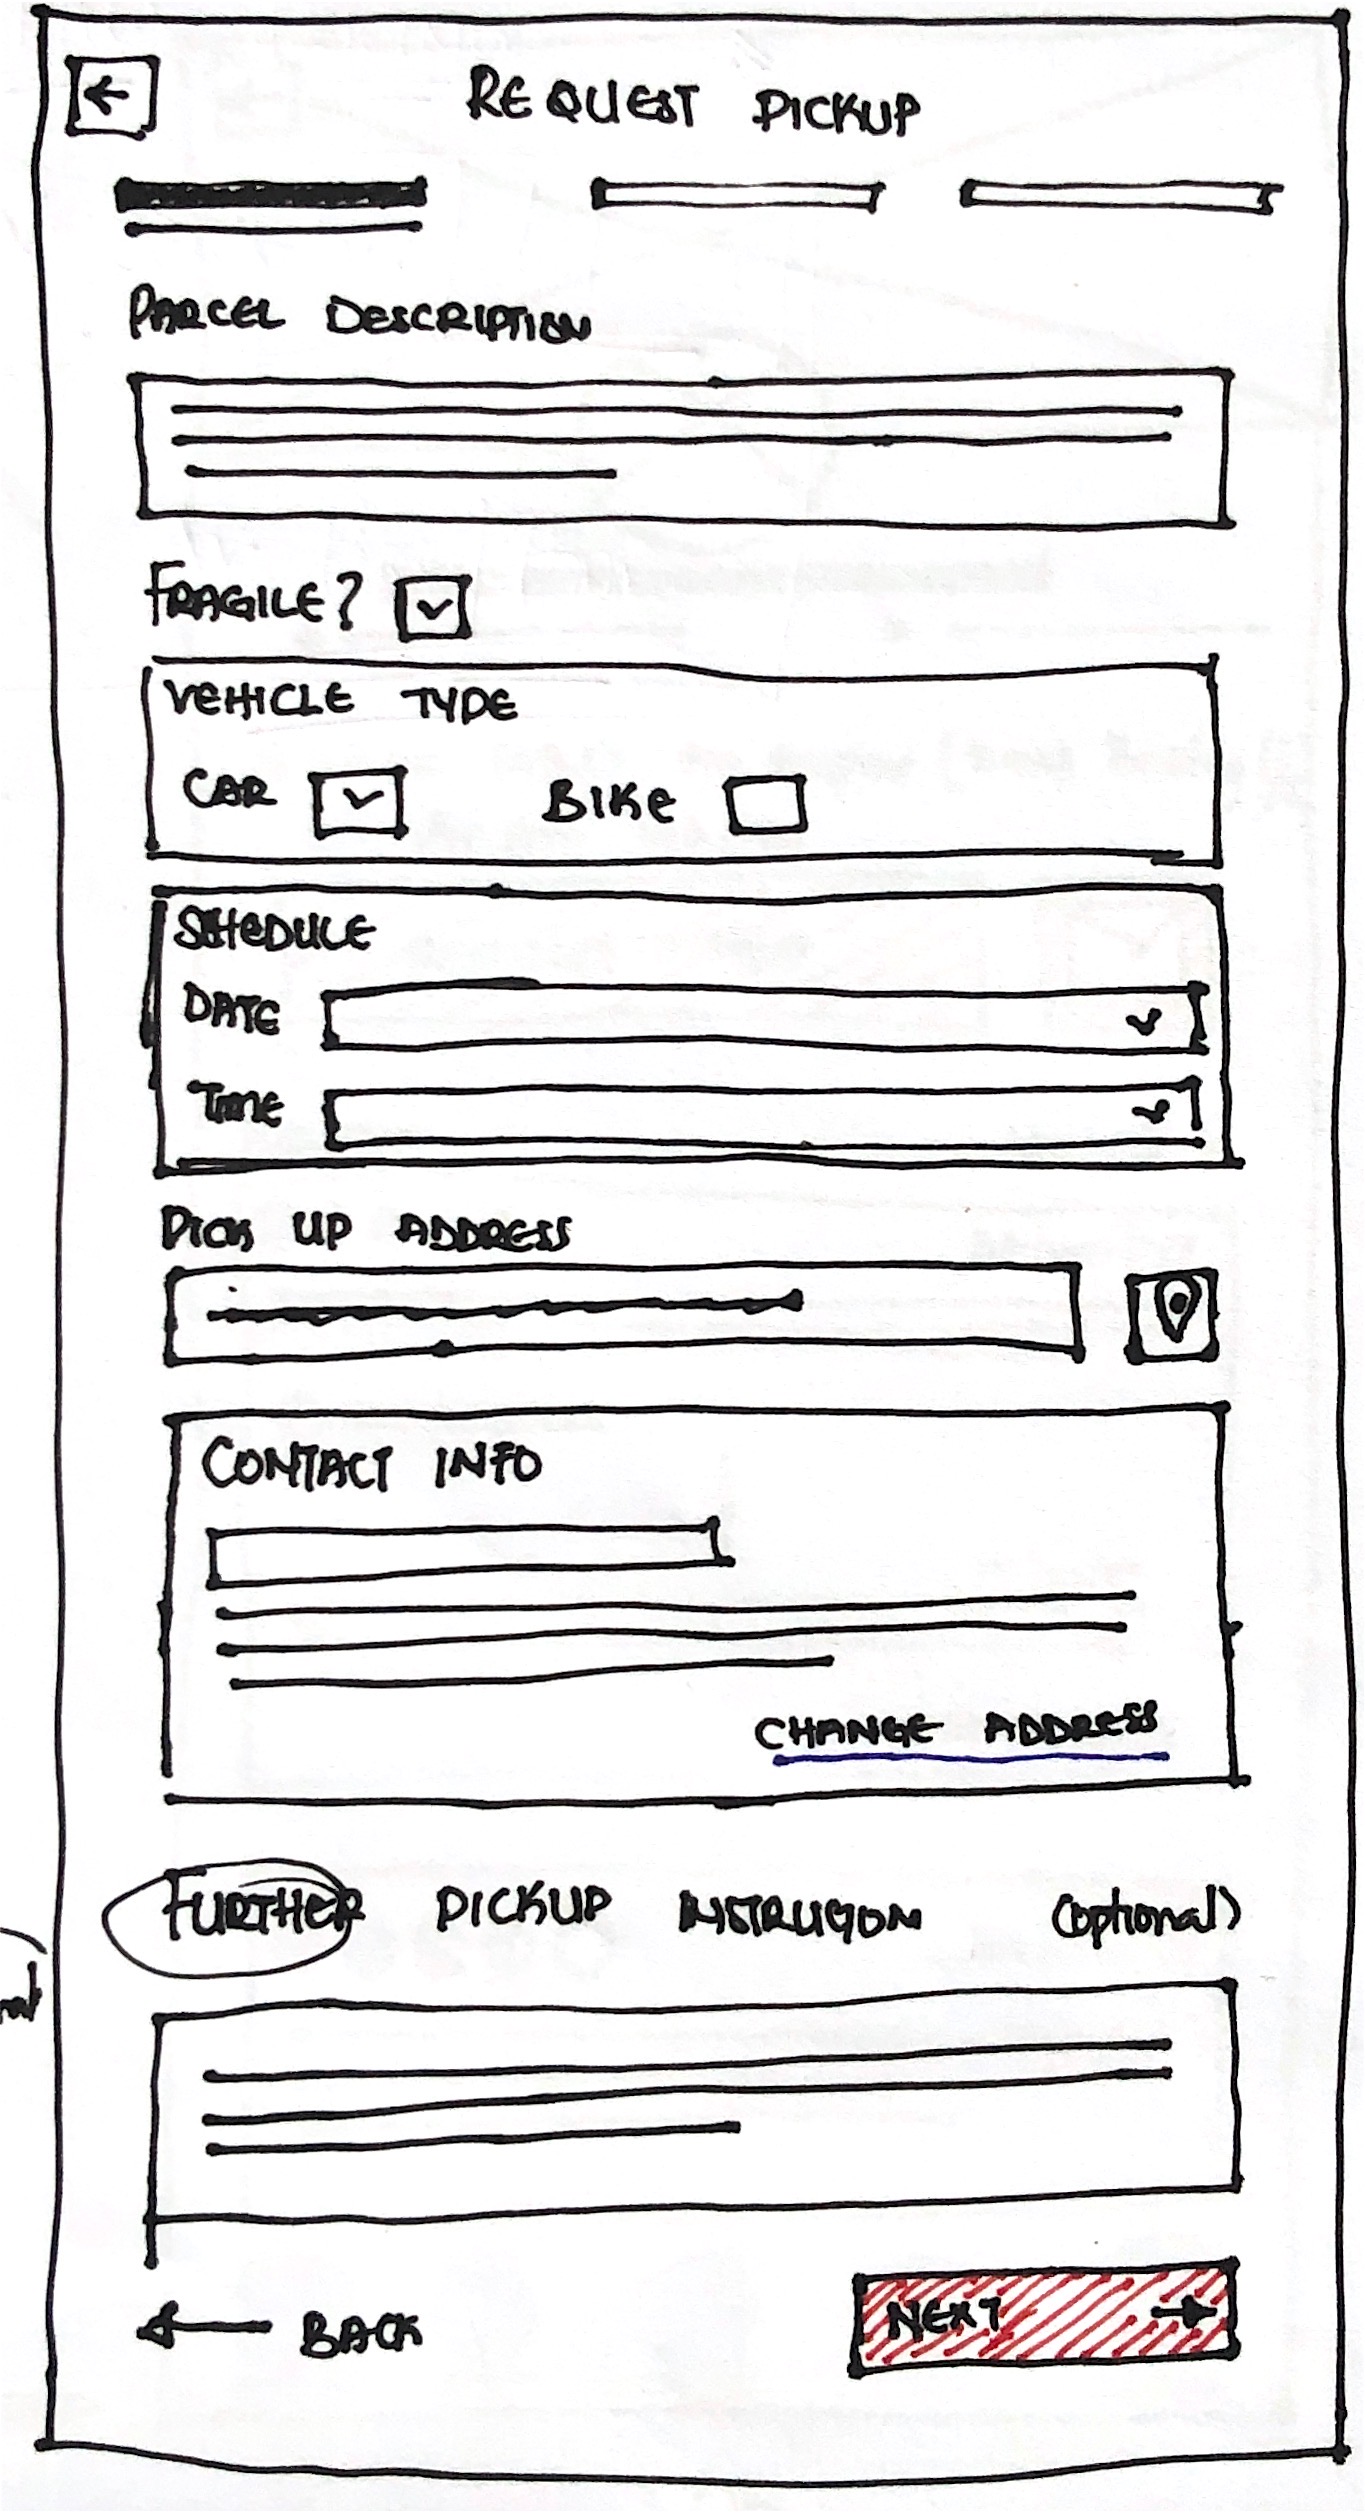 REQUEST PICKUP
PARCEL DESCRIPTION
FRAGILE?
VEHICLE TYPE
CAR BIKe
SCHEDULE
DATE
TIME
PICK UP ADDRESS
CONTACT INFO
CHANGE ADDRESS
FURTHER PICKUP INSTRUCTION (optional)
BACK NEXT